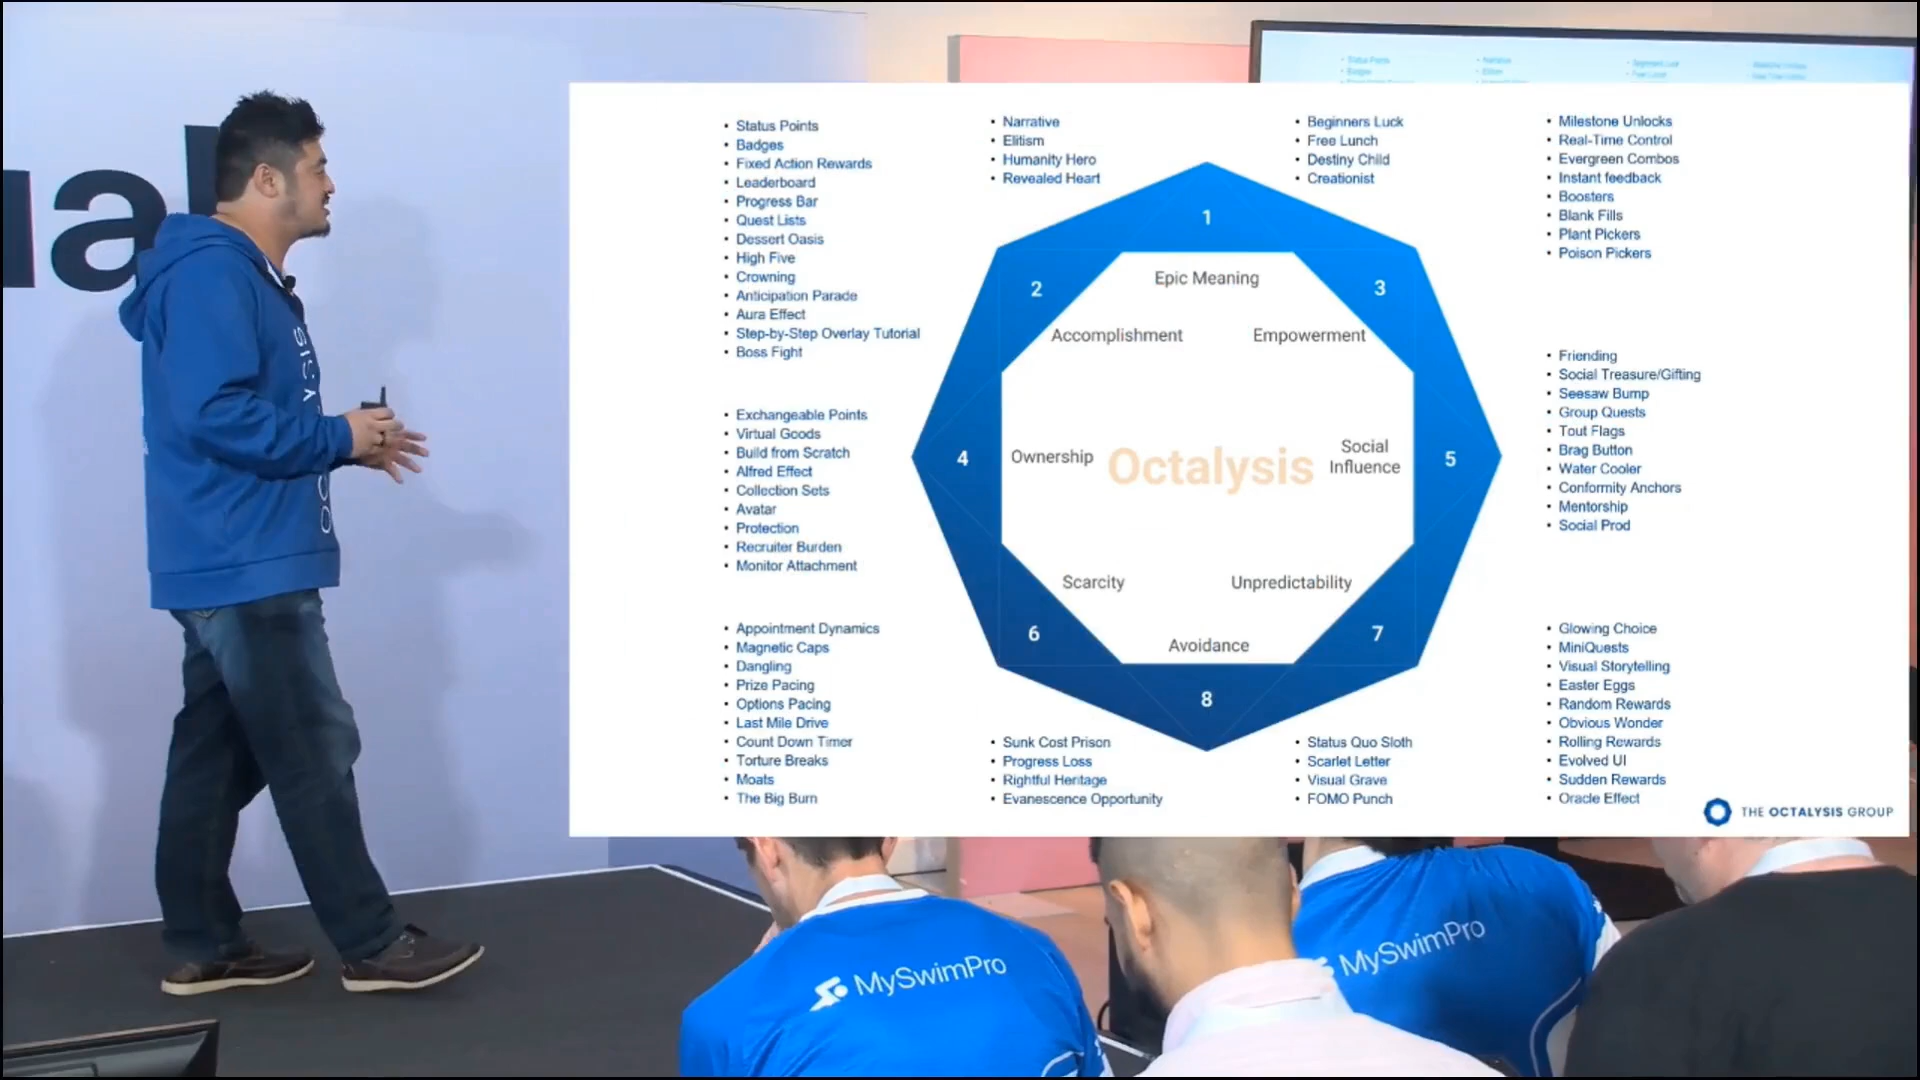 ual
OCTALYSIS
Status Points
Badges
Fixed Action Rewards
Leaderboard
Progress Bar
Quest Lists
Dessert Oasis
High Five
Crowning
Anticipation Parade
Aura Effect
Step-by-Step Overlay Tutorial
Boss Fight
Narrative
Elitism
Humanity Hero
Revealed Heart
Beginners Luck
Free Lunch
Destiny Child
Creationist
Milestone Unlocks
Real-Time Control
Evergreen Combos
Instant feedback
Boosters
Blank Fills
Plant Pickers
Poison Pickers
1
2
3
Epic Meaning
Accomplishment
Empowerment
Exchangeable Points
Virtual Goods
Build from Scratch
Alfred Effect
Collection Sets
Avatar
Protection
Recruiter Burden
Monitor Attachment
4
Ownership
Octalysis
Social
Influence
5
Friending
Social Treasure/Gifting
Seesaw Bump
Group Quests
Tout Flags
Brag Button
Water Cooler
Conformity Anchors
Mentorship
Social Prod
Scarcity
Unpredictability
6
Avoidance
7
8
Appointment Dynamics
Magnetic Caps
Dangling
Prize Pacing
Options Pacing
Last Mile Drive
Count Down Timer
Torture Breaks
Moats
The Big Burn
Sunk Cost Prison
Progress Loss
Rightful Heritage
Evanescence Opportunity
Status Quo Sloth
Scarlet Letter
Visual Grave
FOMO Punch
Glowing Choice
MiniQuests
Visual Storytelling
Easter Eggs
Random Rewards
Obvious Wonder
Rolling Rewards
Evolved UI
Sudden Rewards
Oracle Effect
THE OCTALYSIS GROUP
MySwimPro
MySwimPro